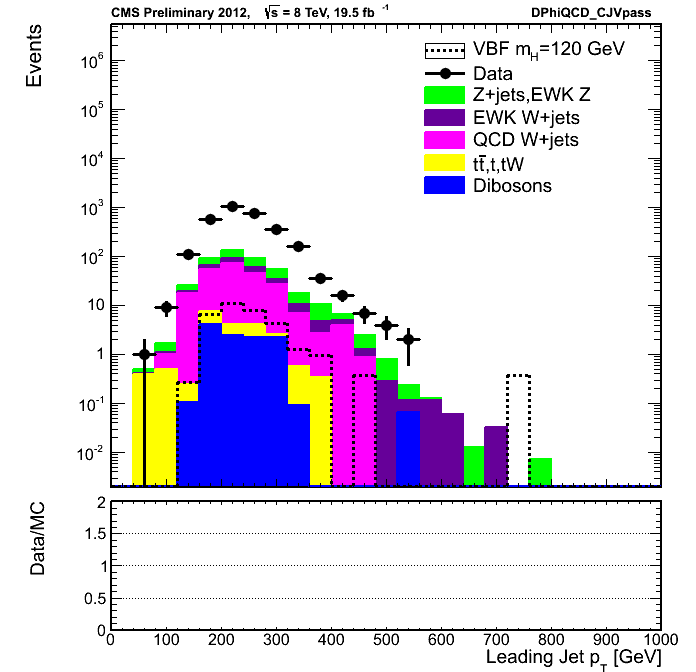 CMS Preliminary 2012, √s = 8 TeV, 19.5 fb⁻¹ DPhiQCD_CJVpass
Events
10⁶
10⁵
10⁴
10³
10²
10
1
10⁻¹
10⁻²
VBF m_H=120 GeV
Data
Z+jets,EWK Z
EWK W+jets
QCD W+jets
tt̄,t,tW
Dibosons
Data/MC
2
1.5
1
0.5
0
0 100 200 300 400 500 600 700 800 900 1000
Leading Jet p_T [GeV]